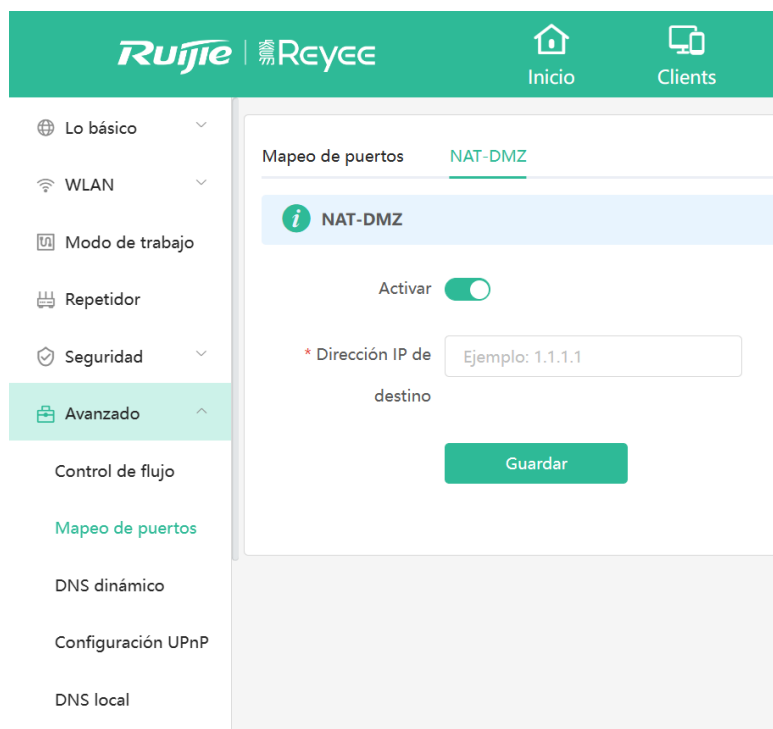 Ruijie | Reyee
Inicio
Clients
Lo básico
WLAN
Modo de trabajo
Repetidor
Seguridad
Avanzado
Control de flujo
Mapeo de puertos
DNS dinámico
Configuración UPnP
DNS local
Mapeo de puertos NAT-DMZ
i NAT-DMZ
Activar
* Dirección IP de
destino
Ejemplo: 1.1.1.1
Guardar